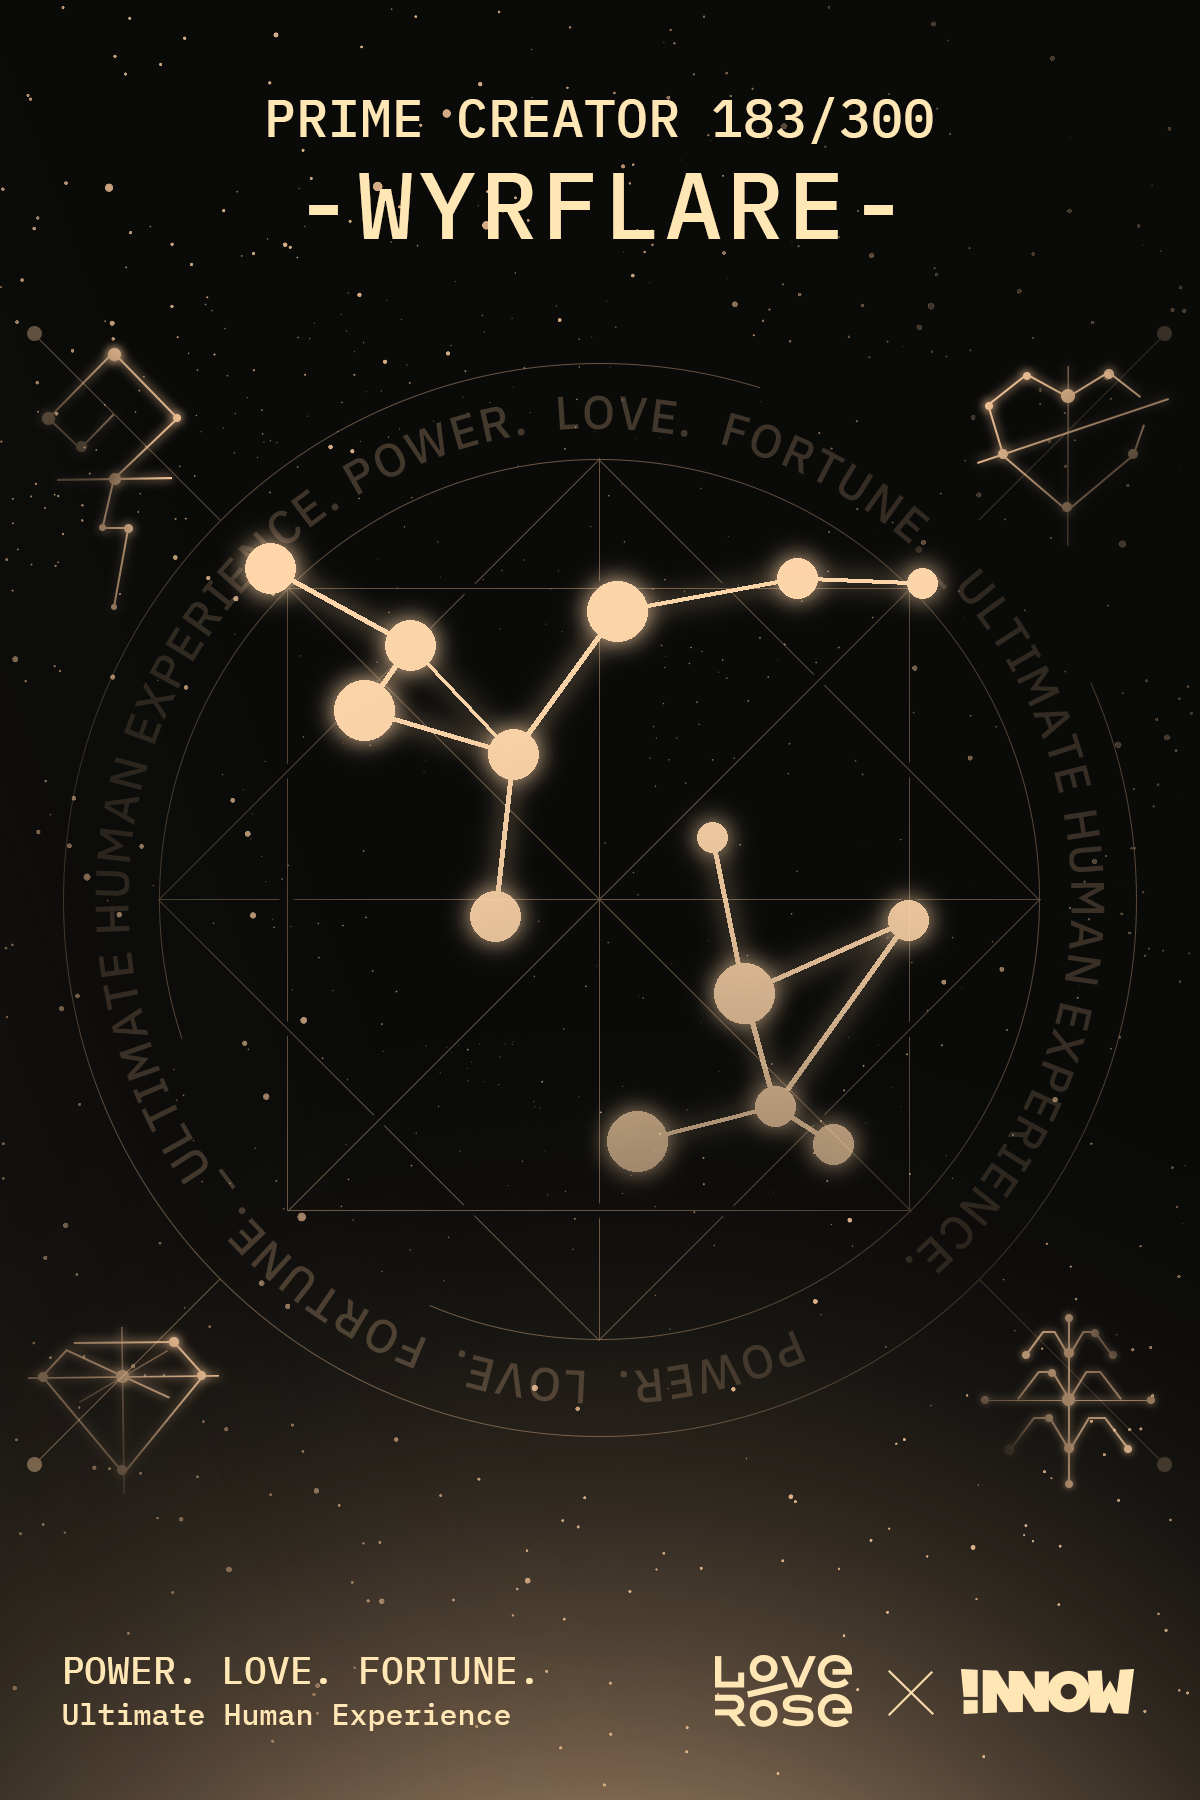 PRIME CREATOR 183/300
-WYRFLARE-
POWER. LOVE. FORTUNE. ULTIMATE HUMAN EXPERIENCE.
POWER. LOVE. FORTUNE. — ULTIMATE HUMAN EXPERIENCE.
POWER. LOVE. FORTUNE.
Ultimate Human Experience
LOVE
ROSE
!NNOW